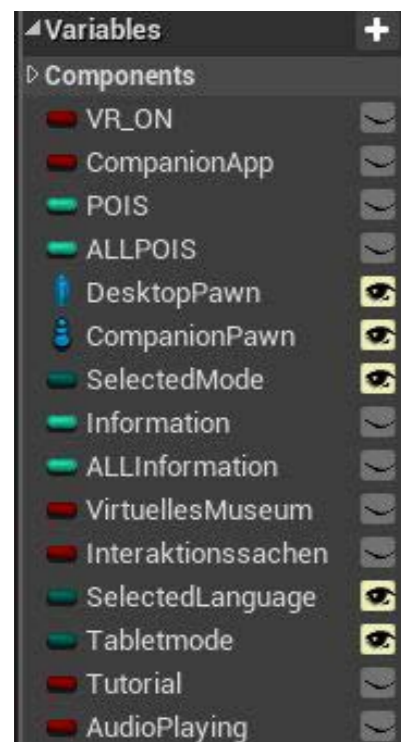 Variables
Components
VR_ON
CompanionApp
POIS
ALLPOIS
DesktopPawn
CompanionPawn
SelectedMode
Information
ALLInformation
VirtuellesMuseum
Interaktionssachen
SelectedLanguage
Tabletmode
Tutorial
AudioPlaying